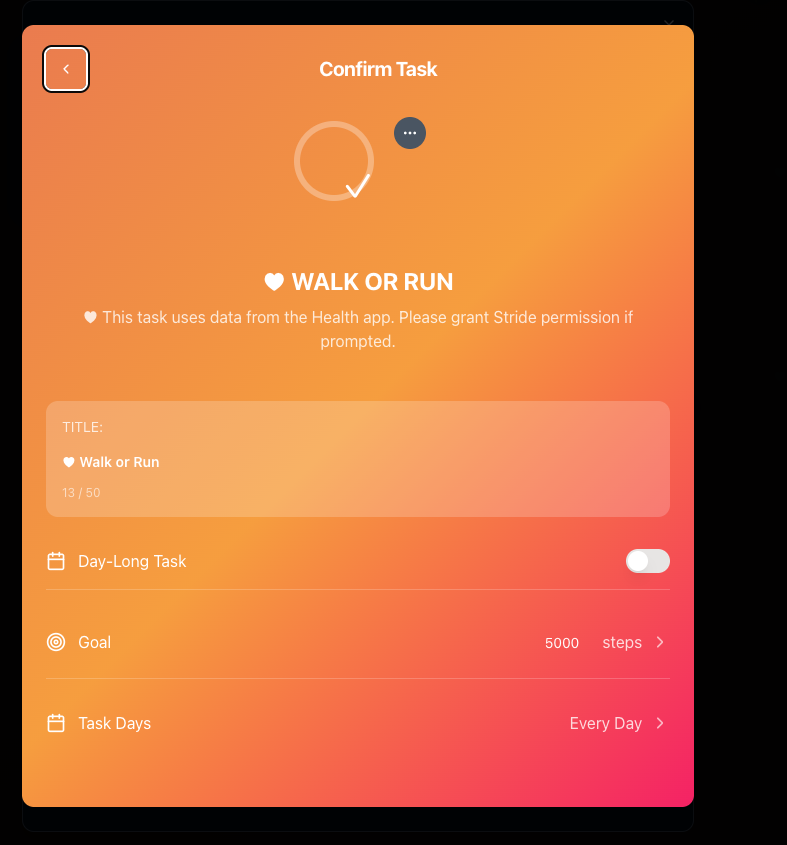 Confirm Task
WALK OR RUN
This task uses data from the Health app. Please grant Stride permission if
prompted.
TITLE:
Walk or Run
13 / 50
Day-Long Task
Goal 5000 steps
Task Days Every Day